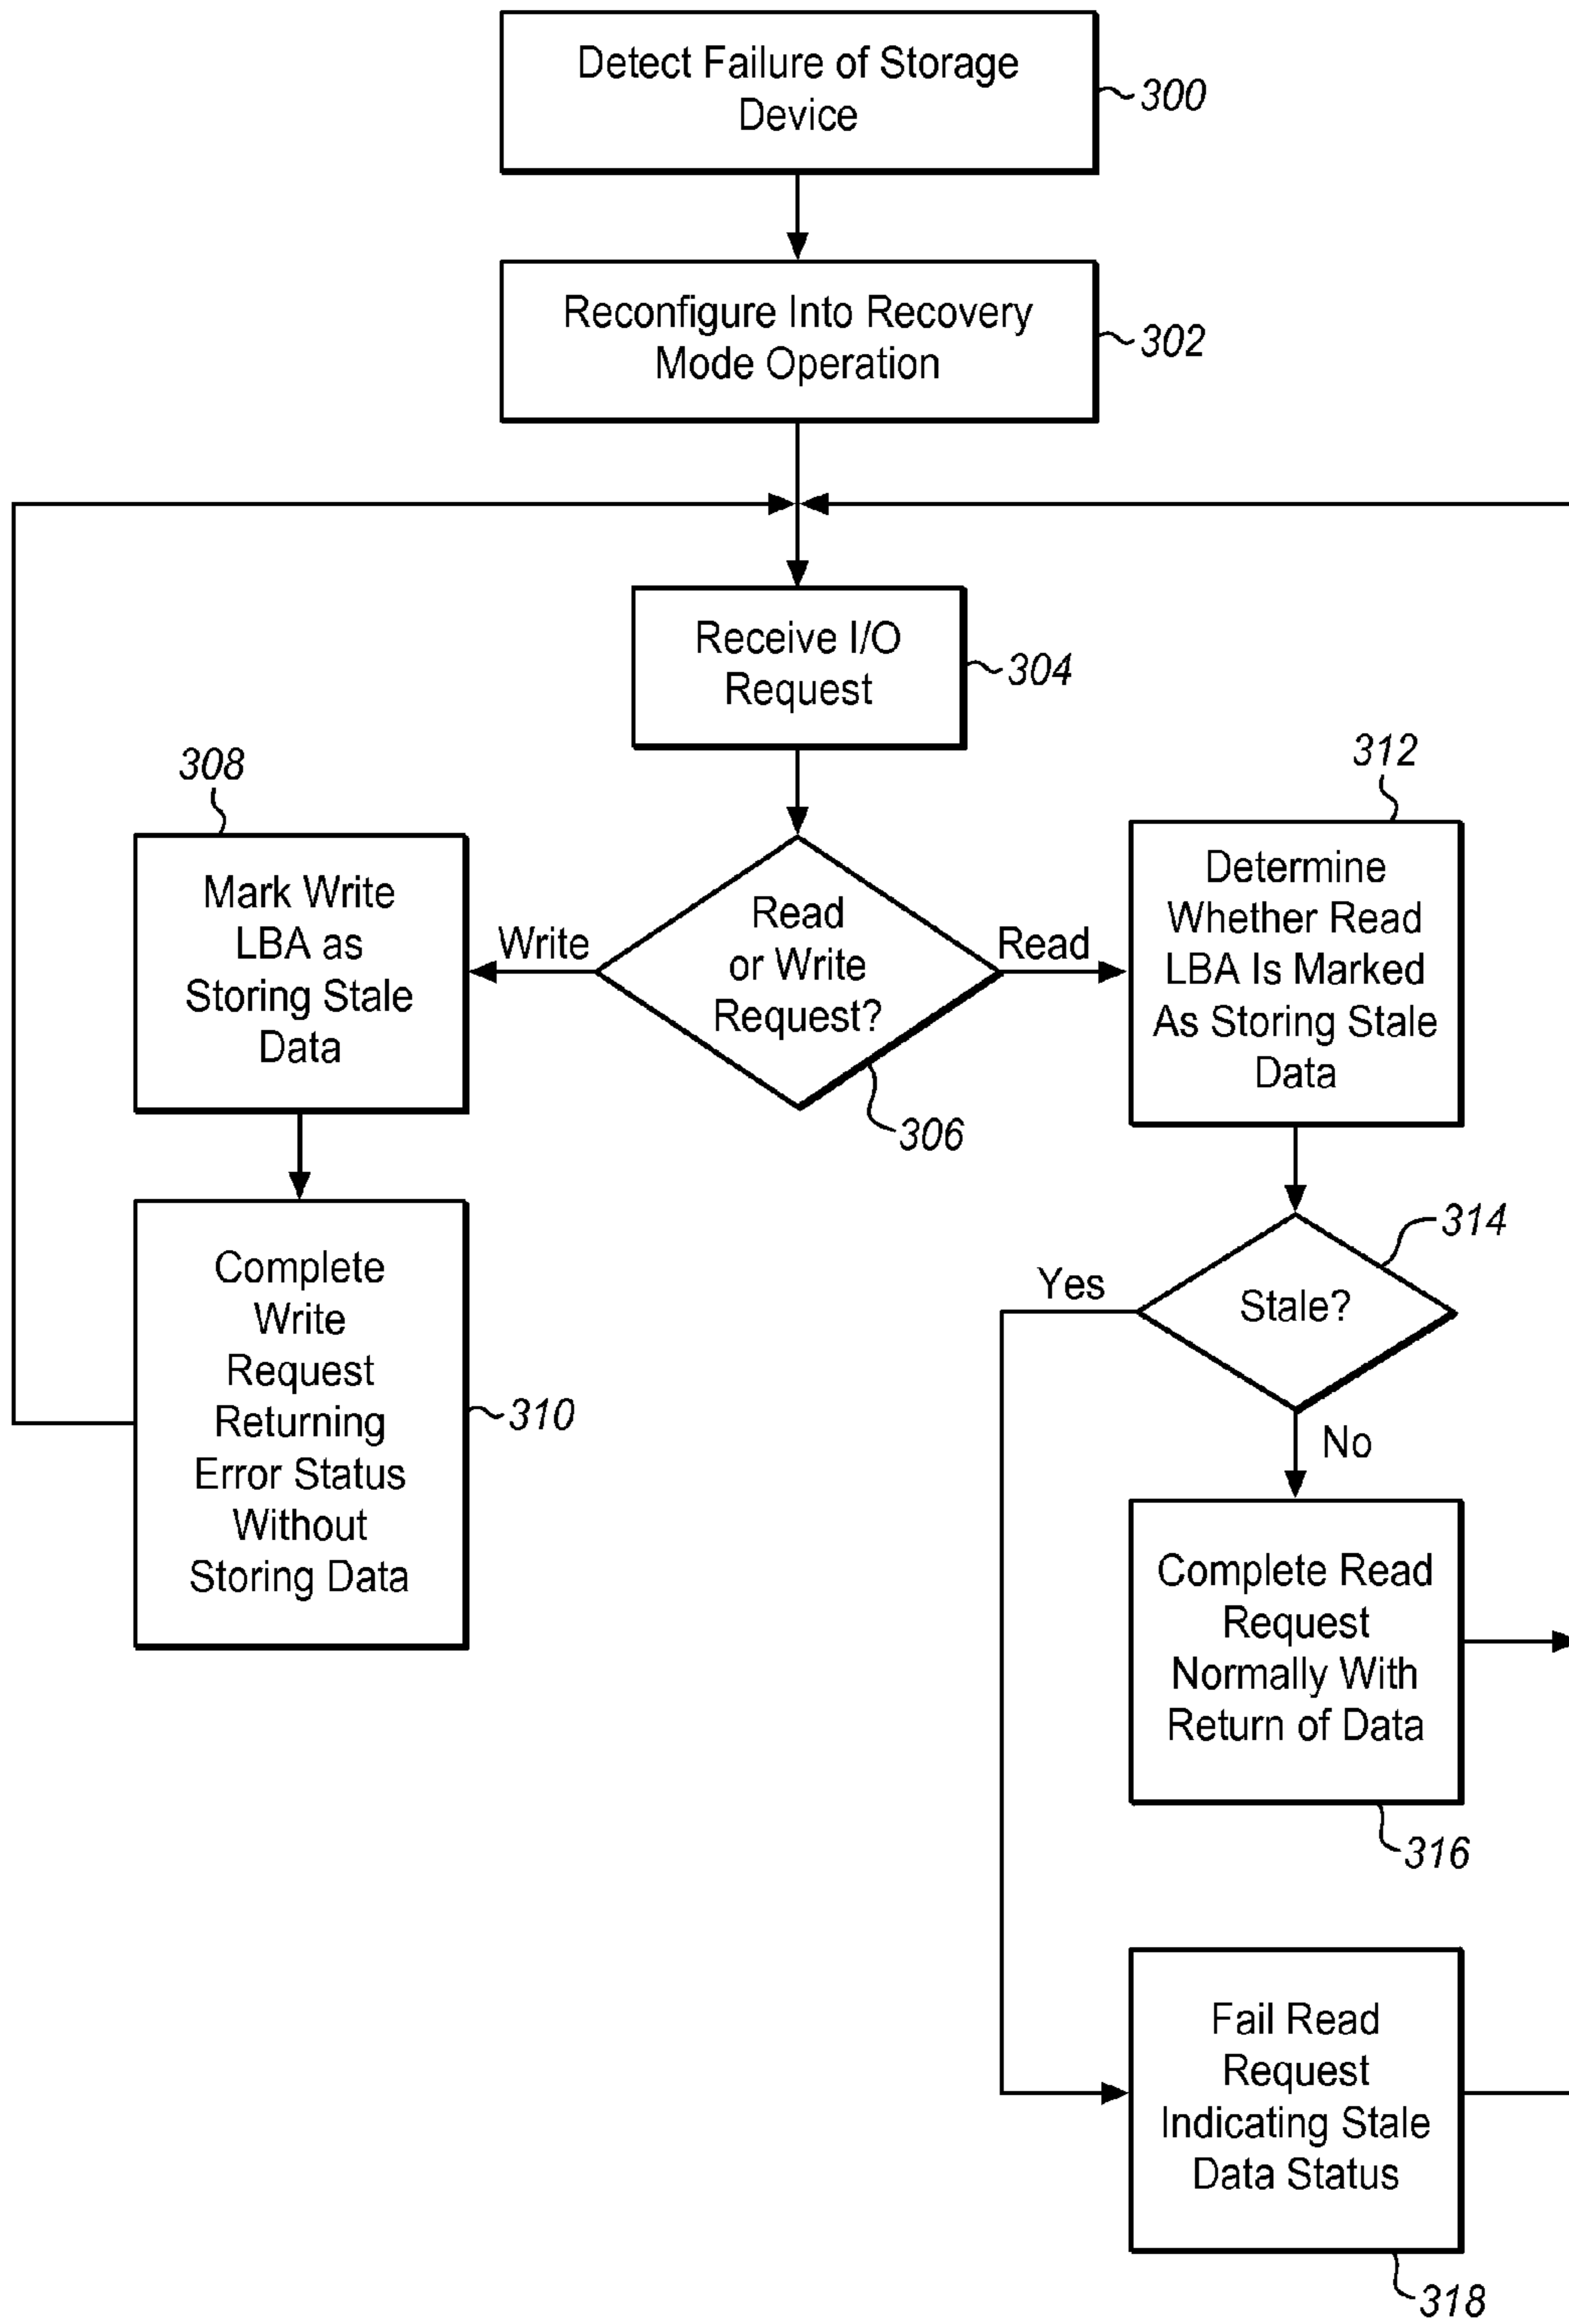 Detect Failure of Storage
Device
300
Reconfigure Into Recovery
Mode Operation
302
Receive I/O
Request
304
308
312
Mark Write
LBA as
Storing Stale
Data
Write
Read
or Write
Request?
Read
306
Determine
Whether Read
LBA Is Marked
As Storing Stale
Data
314
Yes
Stale?
No
Complete
Write
Request
Returning
Error Status
Without
Storing Data
310
Complete Read
Request
Normally With
Return of Data
316
Fail Read
Request
Indicating Stale
Data Status
318